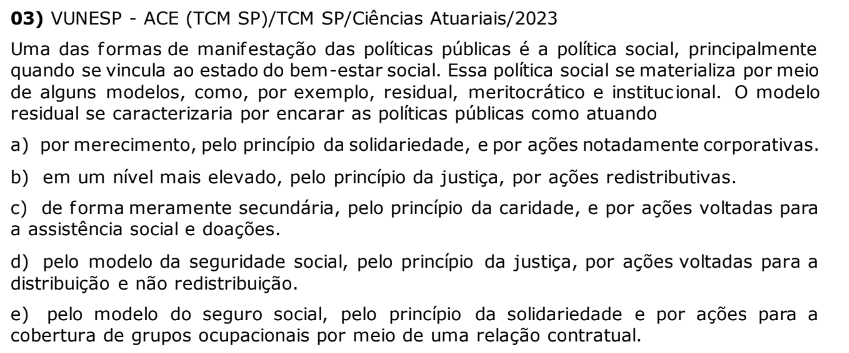 03) VUNESP - ACE (TCM SP)/TCM SP/Ciências Atuariais/2023
Uma das formas de manifestação das políticas públicas é a política social, principalmente
quando se vincula ao estado do bem-estar social. Essa política social se materializa por meio
de alguns modelos, como, por exemplo, residual, meritocrático e institucional. O modelo
residual se caracterizaria por encarar as políticas públicas como atuando
a) por merecimento, pelo princípio da solidariedade, e por ações notadamente corporativas.
b) em um nível mais elevado, pelo princípio da justiça, por ações redistributivas.
c) de forma meramente secundária, pelo princípio da caridade, e por ações voltadas para
a assistência social e doações.
d) pelo modelo da seguridade social, pelo princípio da justiça, por ações voltadas para a
distribuição e não redistribuição.
e) pelo modelo do seguro social, pelo princípio da solidariedade e por ações para a
cobertura de grupos ocupacionais por meio de uma relação contratual.